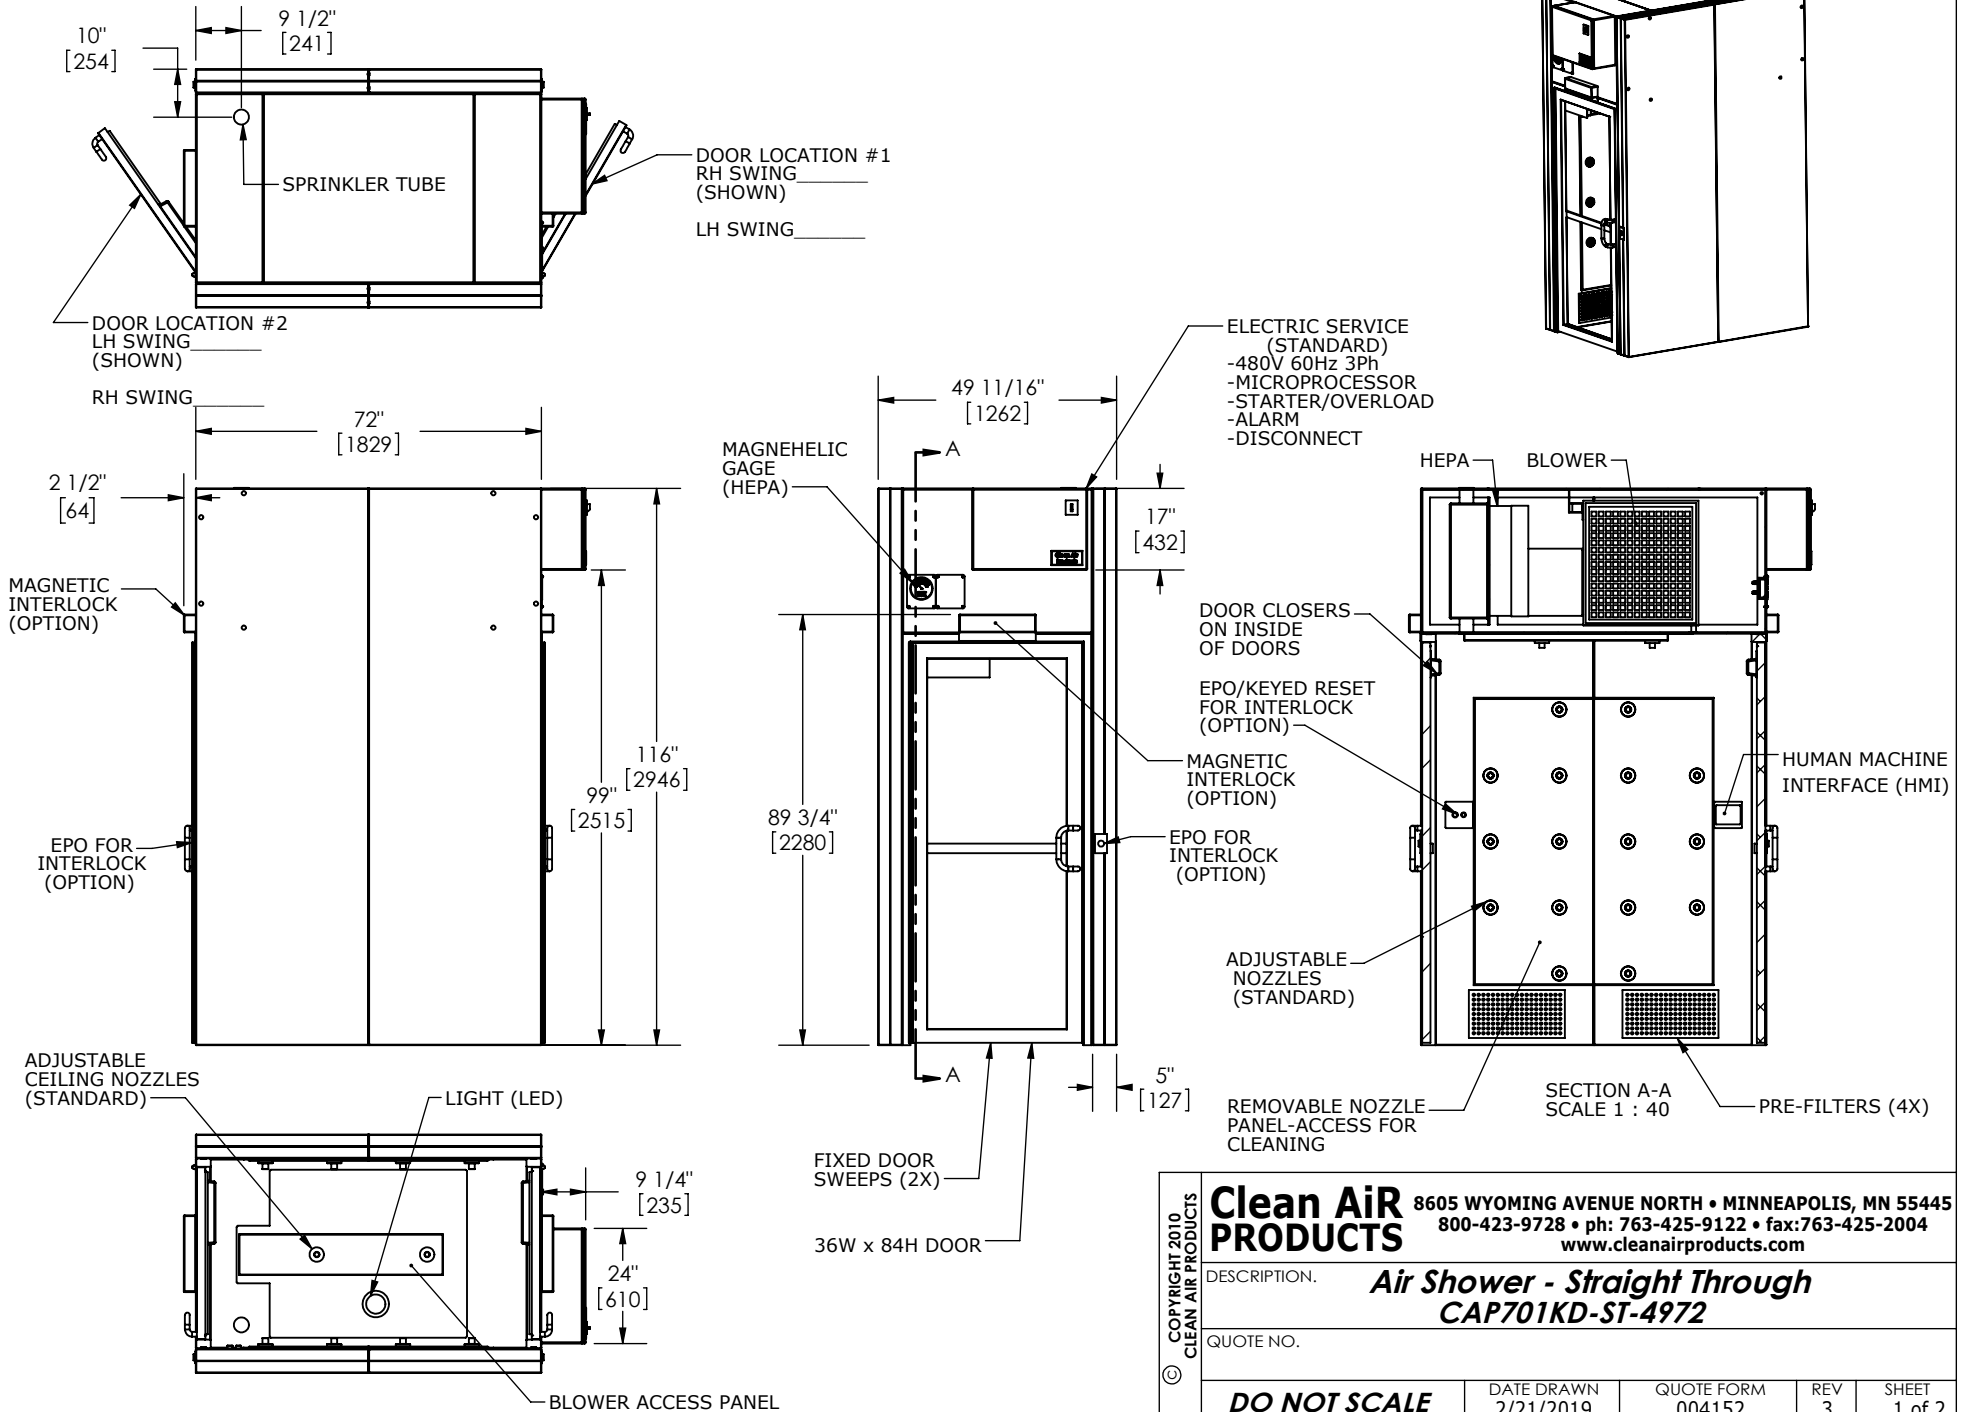 9 1/2"
[241]
10"
[254]
SPRINKLER TUBE
DOOR LOCATION #1
RH SWING_______
(SHOWN)
LH SWING_______
DOOR LOCATION #2
LH SWING_______
(SHOWN)
RH SWING_______
72"
[1829]
2 1/2"
[64]
MAGNETIC
INTERLOCK
(OPTION)
EPO FOR
INTERLOCK
(OPTION)
116"
[2946]
99"
[2515]
49 11/16"
[1262]
A
MAGNEHELIC
GAGE
(HEPA)
ELECTRIC SERVICE
(STANDARD)
-480V 60Hz 3Ph
-MICROPROCESSOR
-STARTER/OVERLOAD
-ALARM
-DISCONNECT
17"
[432]
89 3/4"
[2280]
MAGNETIC
INTERLOCK
(OPTION)
EPO FOR
INTERLOCK
(OPTION)
A
5"
[127]
FIXED DOOR
SWEEPS (2X)
36W x 84H DOOR
HEPA
BLOWER
DOOR CLOSERS
ON INSIDE
OF DOORS
EPO/KEYED RESET
FOR INTERLOCK
(OPTION)
HUMAN MACHINE
INTERFACE (HMI)
ADJUSTABLE
NOZZLES
(STANDARD)
REMOVABLE NOZZLE
PANEL-ACCESS FOR
CLEANING
SECTION A-A
SCALE 1 : 40
PRE-FILTERS (4X)
ADJUSTABLE
CEILING NOZZLES
(STANDARD)
LIGHT (LED)
9 1/4"
[235]
24"
[610]
BLOWER ACCESS PANEL
© COPYRIGHT 2010
CLEAN AIR PRODUCTS
Clean AiR
PRODUCTS
8605 WYOMING AVENUE NORTH • MINNEAPOLIS, MN 55445
800-423-9728 • ph: 763-425-9122 • fax:763-425-2004
www.cleanairproducts.com
DESCRIPTION.
Air Shower - Straight Through
CAP701KD-ST-4972
QUOTE NO.
DO NOT SCALE
DATE DRAWN
2/21/2019
QUOTE FORM
004152
REV
3
SHEET
1 of 2